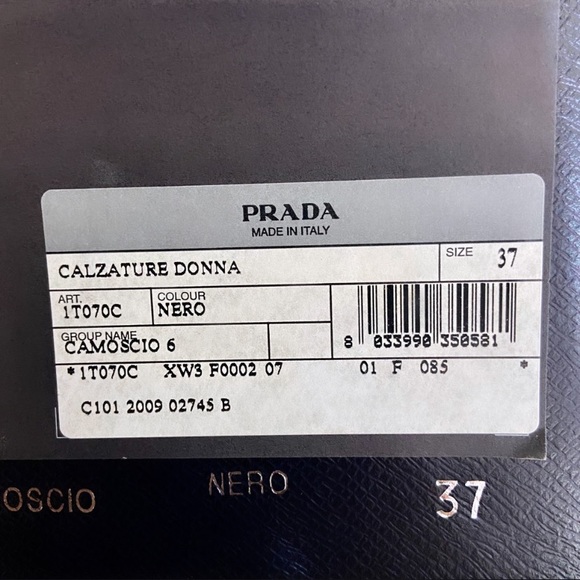 PRADA
MADE IN ITALY
CALZATURE DONNA SIZE 37
ART. 1T070C COLOUR NERO
GROUP NAME CAMOSCIO 6
8 033990 350581
*1T070C XW3 F0002 07 01 F 085 *
C101 2009 02745 B
OSCIO NERO 37